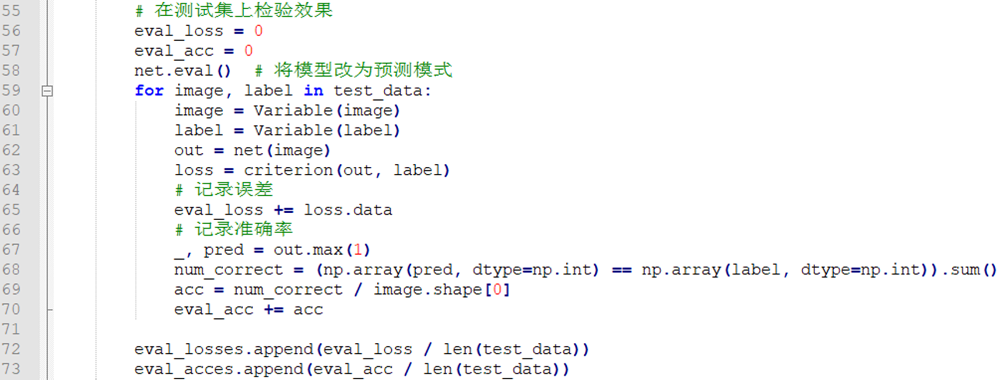 55 # 在测试集上检验效果
56 eval_loss = 0
57 eval_acc = 0
58 net.eval()  # 将模型改为预测模式
59 for image, label in test_data:
60 image = Variable(image)
61 label = Variable(label)
62 out = net(image)
63 loss = criterion(out, label)
64 # 记录误差
65 eval_loss += loss.data
66 # 记录准确率
67 _, pred = out.max(1)
68 num_correct = (np.array(pred, dtype=np.int) == np.array(label, dtype=np.int)).sum()
69 acc = num_correct / image.shape[0]
70 eval_acc += acc
71
72 eval_losses.append(eval_loss / len(test_data))
73 eval_acces.append(eval_acc / len(test_data))